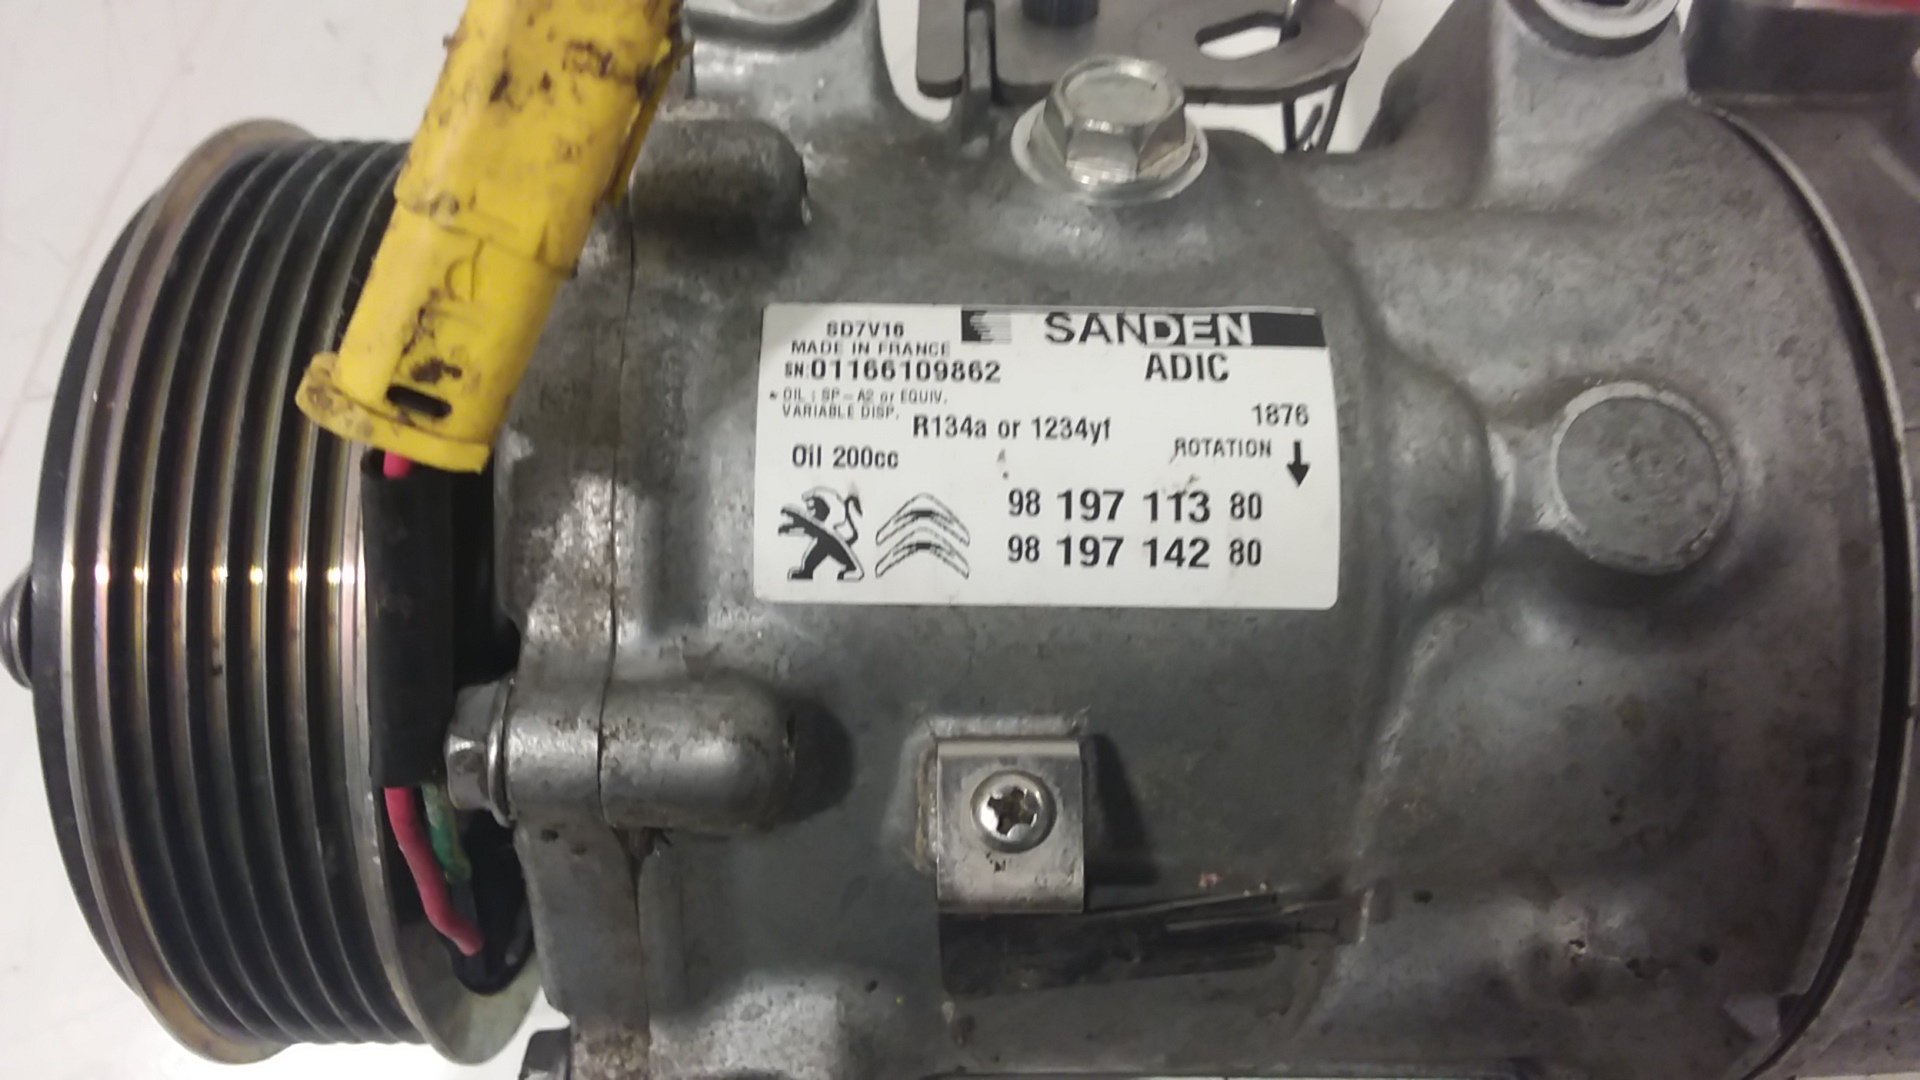 SD7V16
SANDEN
MADE IN FRANCE
SN:01166109862
ADIC
OIL : SP-A2 or EQUIV.
VARIABLE DISP.
R134a or 1234yf
1876
Oil 200cc
ROTATION
98 197 113 80
98 197 142 80